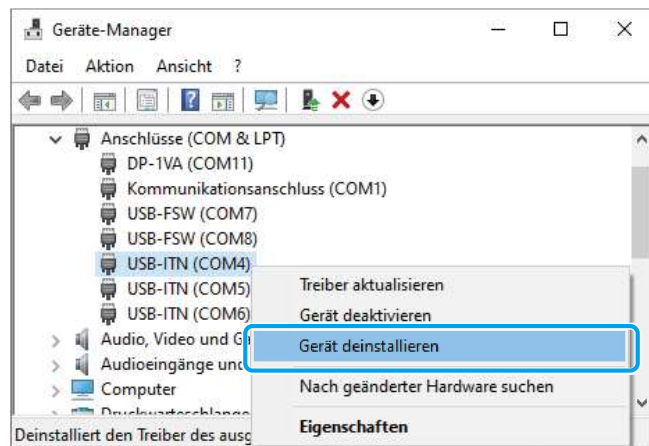 Geräte-Manager
Datei Aktion Ansicht ?
Anschlüsse (COM & LPT)
DP-1VA (COM11)
Kommunikationsanschluss (COM1)
USB-FSW (COM7)
USB-FSW (COM8)
USB-ITN (COM4)
USB-ITN (COM5)
USB-ITN (COM6)
Audio, Video und
Audioeingänge und
Computer
Druckwarteschlange
Treiber aktualisieren
Gerät deaktivieren
Gerät deinstallieren
Nach geänderter Hardware suchen
Eigenschaften
Deinstalliert den Treiber des